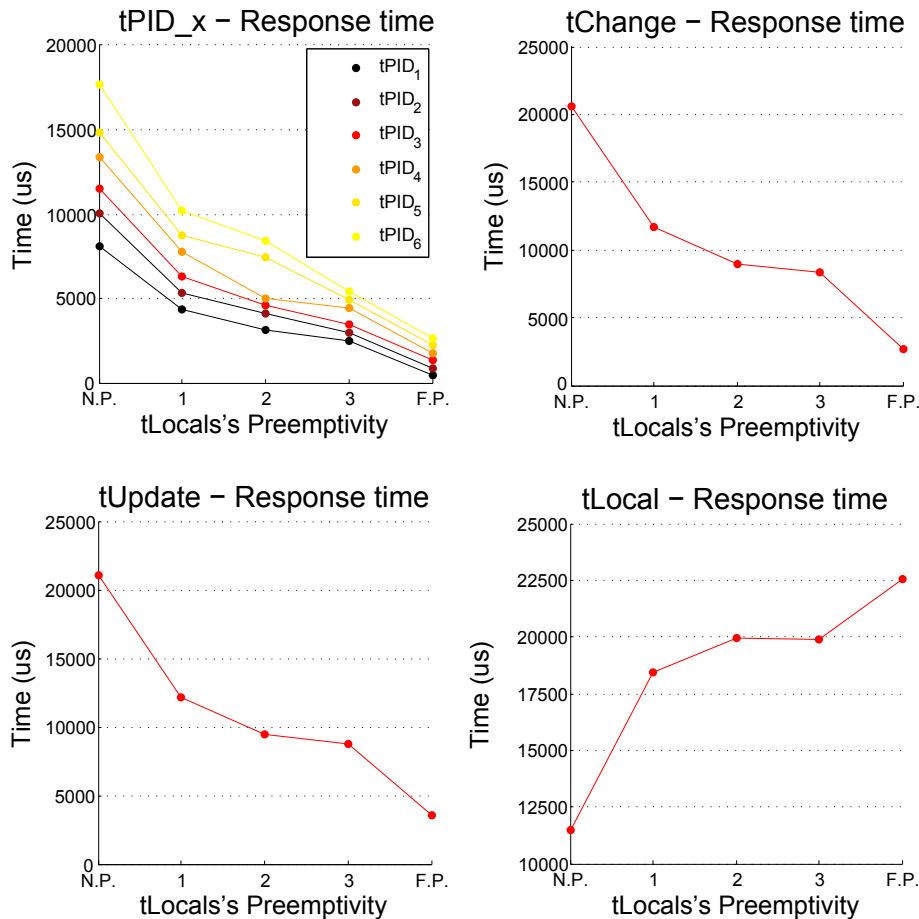 tPID_x − Response time
20000
15000
10000
5000
0
Time (us)
tPID1
tPID2
tPID3
tPID4
tPID5
tPID6
N.P. 1 2 3 F.P.
tLocals's Preemptivity
tChange − Response time
25000
20000
15000
10000
5000
0
Time (us)
N.P. 1 2 3 F.P.
tLocals's Preemptivity
tUpdate − Response time
25000
20000
15000
10000
5000
0
Time (us)
N.P. 1 2 3 F.P.
tLocals's Preemptivity
tLocal − Response time
25000
22500
20000
17500
15000
12500
10000
Time (us)
N.P. 1 2 3 F.P.
tLocals's Preemptivity